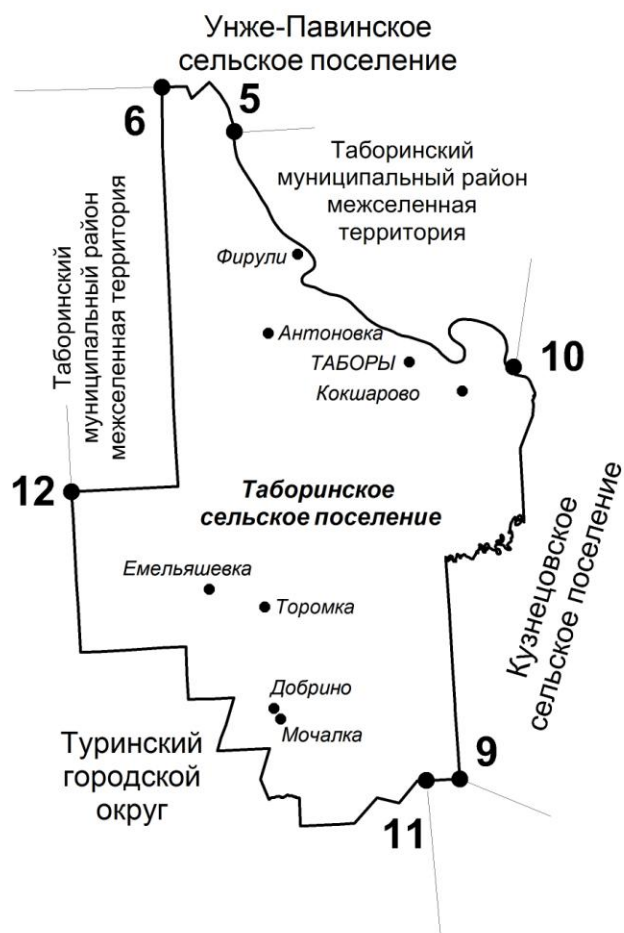 Унже-Павинское
сельское поселение
6
5
Таборинский
муниципальный район
межселенная
территория
Таборинский
муниципальный район
межселенная территория
Фирули
Антоновка
ТАБОРЫ
Кокшарово
10
12
Таборинское
сельское поселение
Кузнецовское
сельское поселение
Емельяшевка
Торомка
Добрино
Мочалка
Туринский
городской
округ
9
11